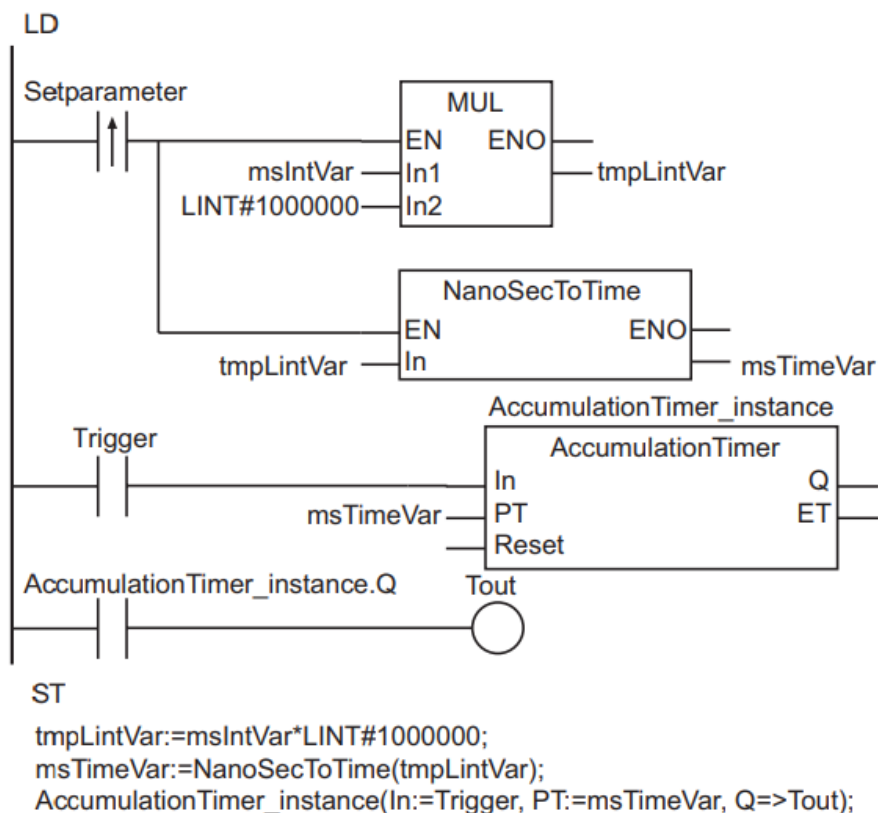 LD
Setparameter
MUL
EN ENO
msIntVar In1 tmpLintVar
LINT#1000000 In2
NanoSecToTime
EN ENO
tmpLintVar In msTimeVar
AccumulationTimer_instance
Trigger AccumulationTimer
In Q
msTimeVar PT ET
Reset
AccumulationTimer_instance.Q Tout
ST
tmpLintVar:=msIntVar*LINT#1000000;
msTimeVar:=NanoSecToTime(tmpLintVar);
AccumulationTimer_instance(In:=Trigger, PT:=msTimeVar, Q=>Tout);